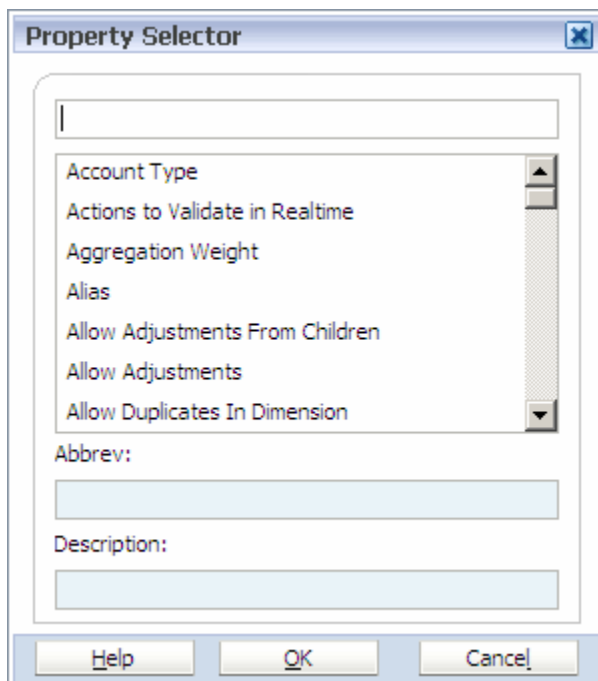 Property Selector
Account Type
Actions to Validate in Realtime
Aggregation Weight
Alias
Allow Adjustments From Children
Allow Adjustments
Allow Duplicates In Dimension
Abbrev:
Description:
Help OK Cancel